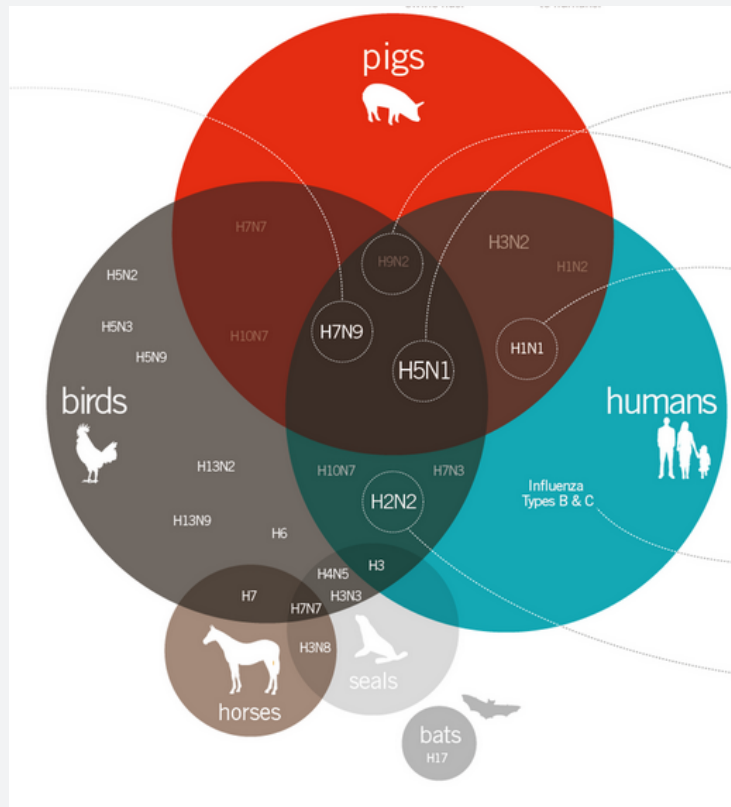 pigs
H7N7
H3N2
H9N2
H1N2
H5N2
H5N3
H10N7
H7N9
H1N1
H5N9
H5N1
birds
humans
H13N2
H10N7
H7N3
Influenza
Types B & C
H2N2
H13N9
H6
H3
H4N5
H7
H3N3
H7N7
H3N8
seals
horses
bats
H17